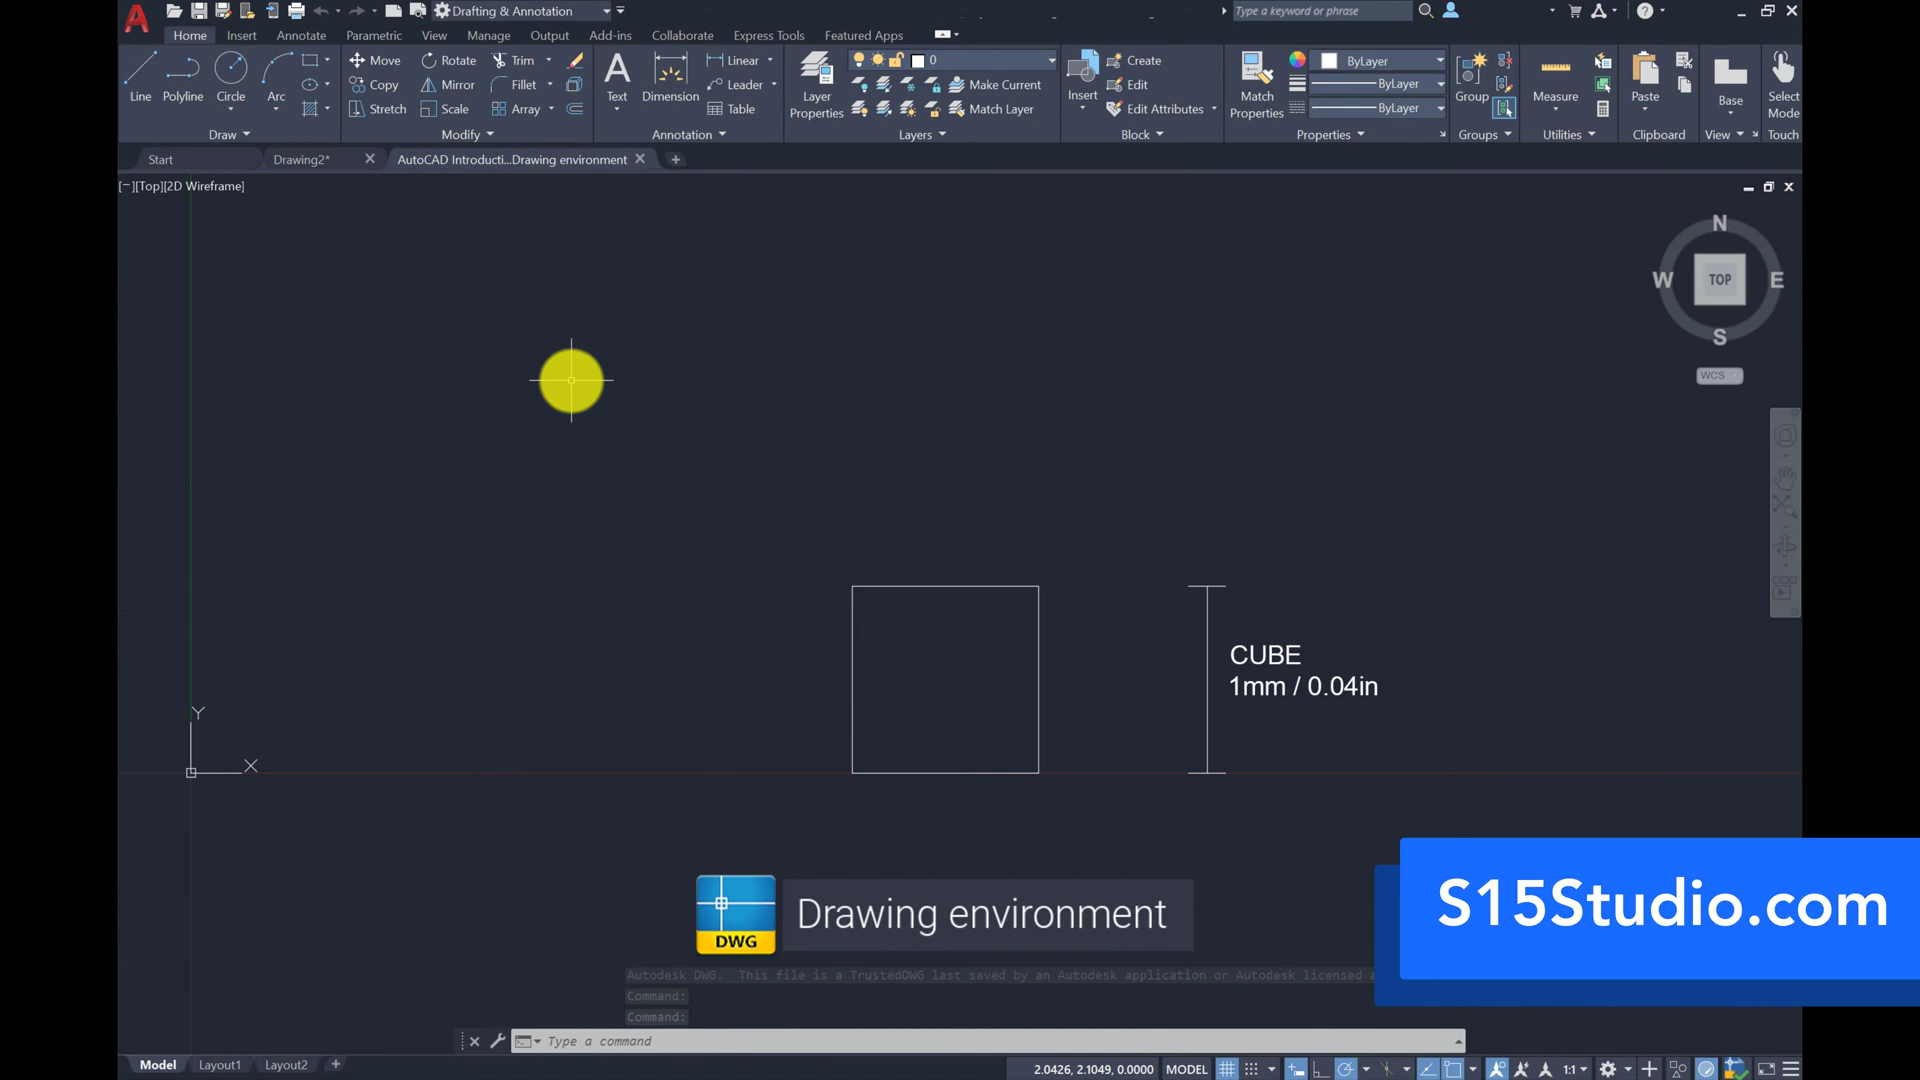 Drafting & Annotation
Type a keyword or phrase
Home Insert Annotate Parametric View Manage Output Add-ins Collaborate Express Tools Featured Apps
Move Rotate Trim Linear 0 Create ByLayer
Copy Mirror Fillet Leader Make Current Edit ByLayer
Line Polyline Circle Arc Text Dimension Layer Properties Insert Match Properties Group Measure Paste Base Select Mode
Stretch Scale Array Table Match Layer Edit Attributes ByLayer
Draw Modify Annotation Layers Block Properties Groups Utilities Clipboard View Touch
Start Drawing2* AutoCAD Introducti...Drawing environment
[−][Top][2D Wireframe]
N
W TOP E
S
WCS
CUBE
1mm / 0.04in
Y
X
DWG
Drawing environment
S15Studio.com
Autodesk DWG. This file is a TrustedDWG last saved by an Autodesk application or Autodesk licensed
Command:
Command:
Type a command
Model Layout1 Layout2
2.0426, 2.1049, 0.0000 MODEL 1:1